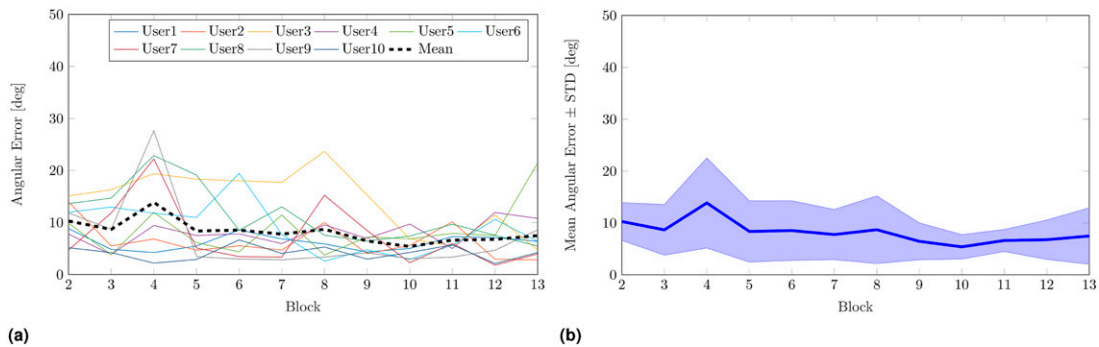 50
40
30
20
10
0
Angular Error [deg]
User1 User2 User3 User4 User5 User6
User7 User8 User9 User10 Mean
2 3 4 5 6 7 8 9 10 11 12 13
Block
(a)
50
40
30
20
10
0
Mean Angular Error ± STD [deg]
2 3 4 5 6 7 8 9 10 11 12 13
Block
(b)